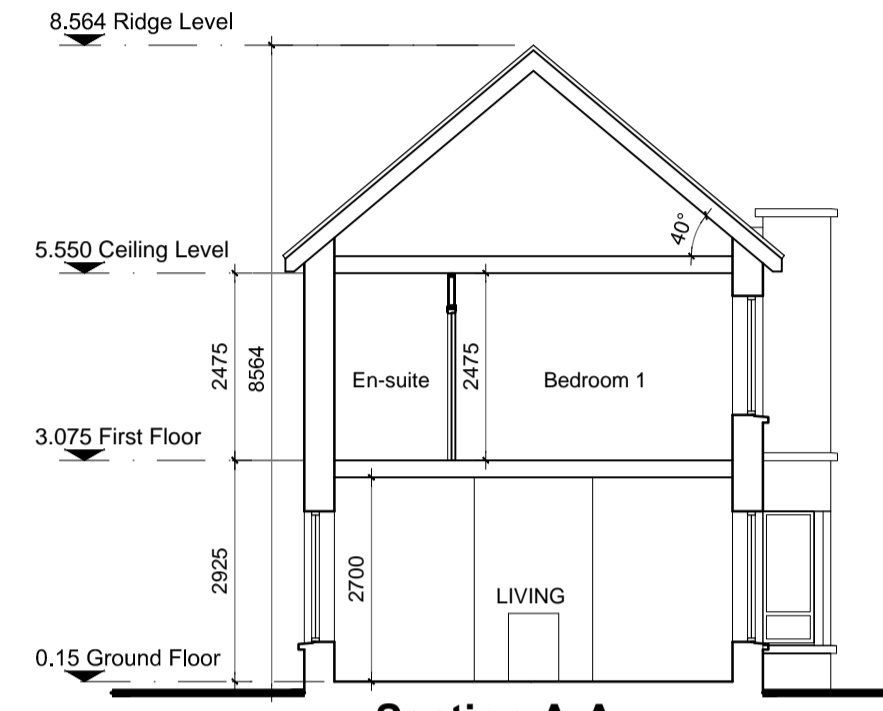 8.564 Ridge Level
40°
5.550 Ceiling Level
2475
8564
En-suite
2475
Bedroom 1
3.075 First Floor
2925
2700
LIVING
0.15 Ground Floor
Section A-A